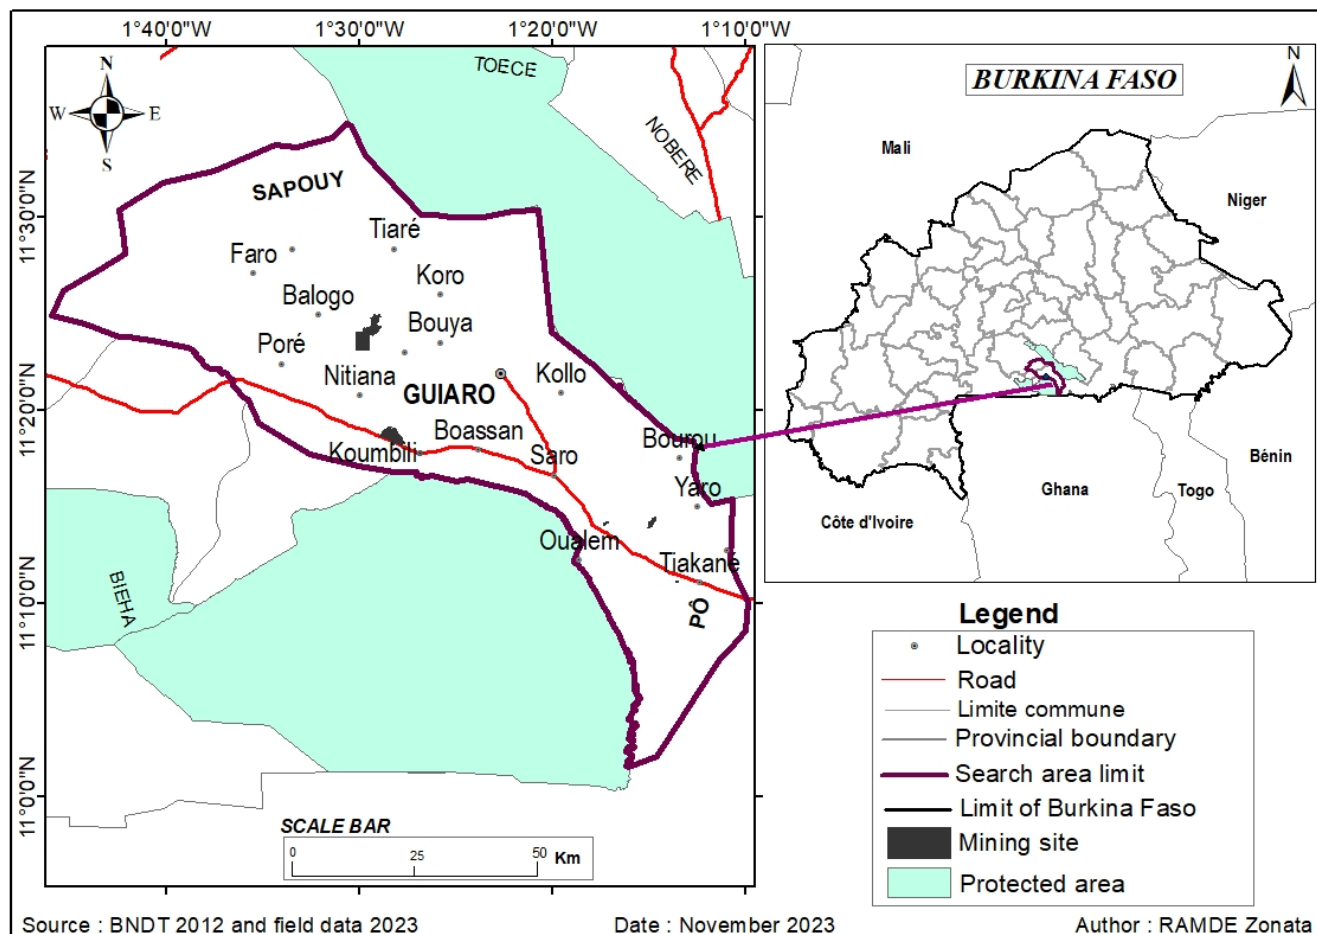 1°40'0"W
1°30'0"W
1°20'0"W
1°10'0"W
11°30'0"N
11°20'0"N
11°10'0"N
11°0'0"N
N
W
E
S
TOECE
NOBERE
SAPOUY
Tiaré
Faro
Koro
Balogo
Bouya
Poré
Nitiana
GUIARO
Kollo
Boassan
Koumbili
Saro
Bourou
Yaro
Oualem
Tiakané
PÔ
BIEHA
SCALE BAR
0
25
50
Km
BURKINA FASO
N
Mali
Niger
Bénin
Ghana
Togo
Côte d'Ivoire
Legend
Locality
Road
Limite commune
Provincial boundary
Search area limit
Limit of Burkina Faso
Mining site
Protected area
Source : BNDT 2012 and field data 2023
Date : November 2023
Author : RAMDE Zonata